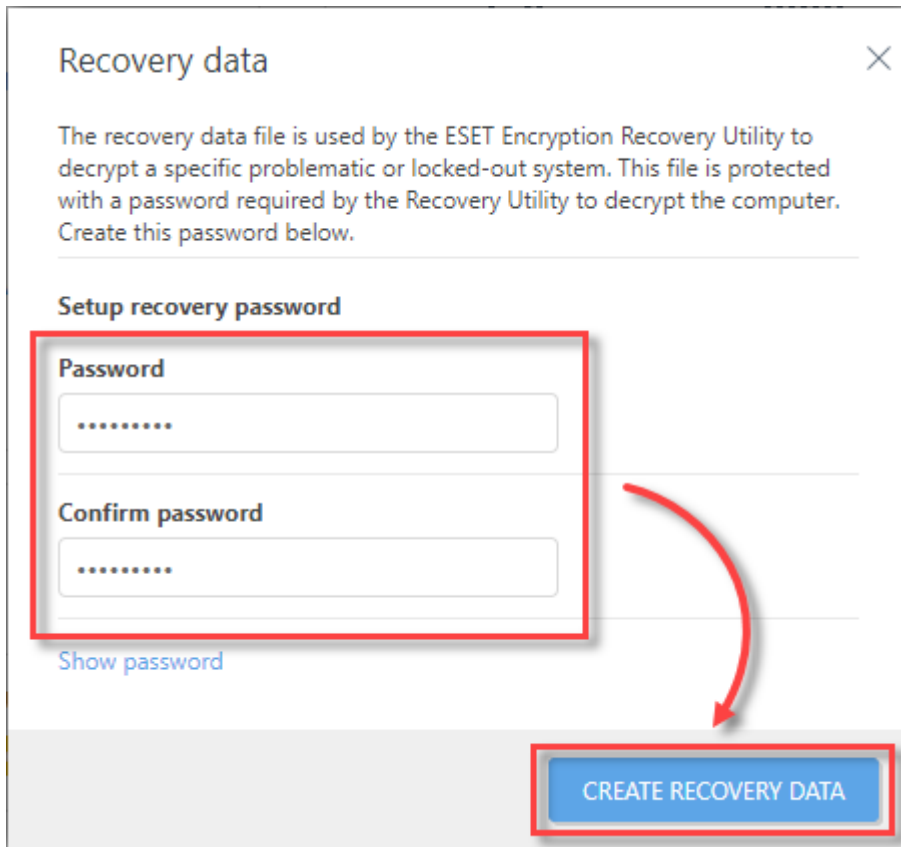 Recovery data
The recovery data file is used by the ESET Encryption Recovery Utility to
decrypt a specific problematic or locked-out system. This file is protected
with a password required by the Recovery Utility to decrypt the computer.
Create this password below.
Setup recovery password
Password
•••••••••
Confirm password
•••••••••
Show password
CREATE RECOVERY DATA